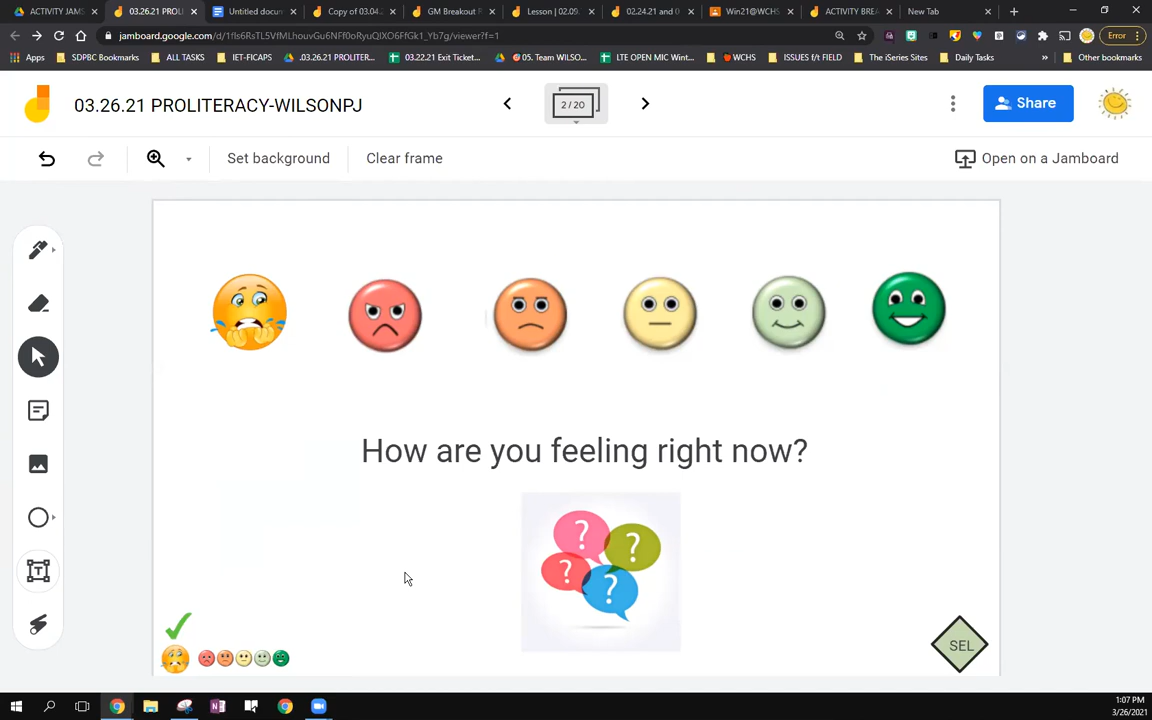 ACTIVITY JAMS
03.26.21 PROLI
Untitled docum
Copy of 03.04.
GM Breakout R
Lesson | 02.09.
02.24.21 and 0
Win21@WCHS
ACTIVITY BREA
New Tab
jamboard.google.com/d/1fIs6RsTL5VfMLhouvGu6NFf0oRyuQIXO6FfGk1_Yb7g/viewer?f=1
Error
Apps
SDPBC Bookmarks
ALL TASKS
IET-FICAPS
.03.26.21 PROLITER...
03.22.21 Exit Ticket...
05. Team WILSO...
LTE OPEN MIC Wint...
WCHS
ISSUES f/t FIELD
The iSeries Sites
Daily Tasks
»
Other bookmarks
03.26.21 PROLITERACY-WILSONPJ
2 / 20
Share
Set background
Clear frame
Open on a Jamboard
How are you feeling right now?
? ?
? ?
SEL
1:07 PM
3/26/2021